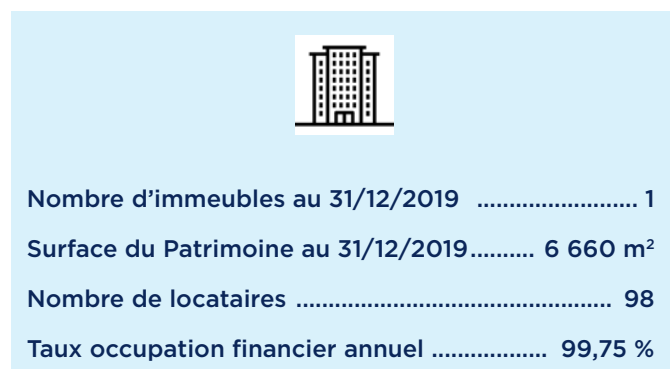 Nombre d’immeubles au 31/12/2019 ......................... 1
Surface du Patrimoine au 31/12/2019.......... 6 660 m²
Nombre de locataires ................................................. 98
Taux occupation financier annuel .................. 99,75 %